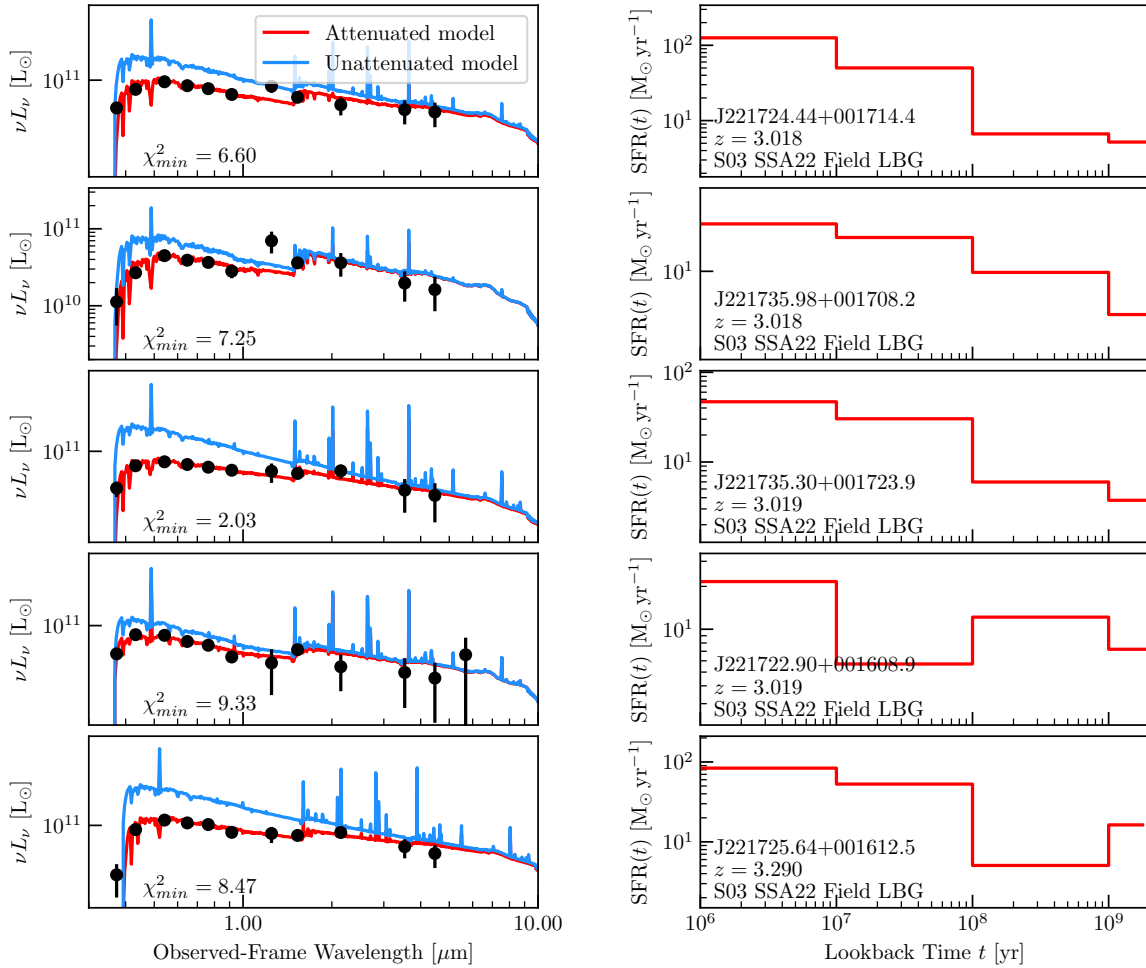 Attenuated model
Unattenuated model
νL_ν [L_⊙]
10^11
χ²_min = 6.60
SFR(t) [M_⊙ yr^−1]
10^2
10^1
J221724.44+001714.4
z = 3.018
S03 SSA22 Field LBG
νL_ν [L_⊙]
10^11
10^10
χ²_min = 7.25
SFR(t) [M_⊙ yr^−1]
10^1
J221735.98+001708.2
z = 3.018
S03 SSA22 Field LBG
νL_ν [L_⊙]
10^11
χ²_min = 2.03
SFR(t) [M_⊙ yr^−1]
10^2
10^1
J221735.30+001723.9
z = 3.019
S03 SSA22 Field LBG
νL_ν [L_⊙]
10^11
χ²_min = 9.33
SFR(t) [M_⊙ yr^−1]
10^1
J221722.90+001608.9
z = 3.019
S03 SSA22 Field LBG
νL_ν [L_⊙]
10^11
χ²_min = 8.47
1.00 10.00
Observed-Frame Wavelength [μm]
SFR(t) [M_⊙ yr^−1]
10^2
10^1
J221725.64+001612.5
z = 3.290
S03 SSA22 Field LBG
10^6 10^7 10^8 10^9
Lookback Time t [yr]